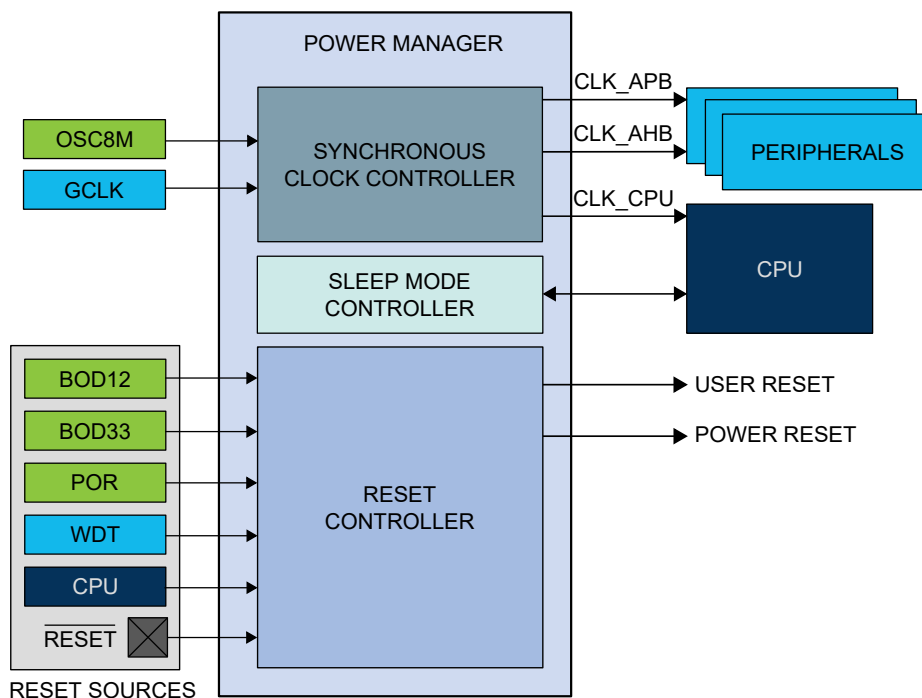 POWER MANAGER
OSC8M
GCLK
SYNCHRONOUS
CLOCK CONTROLLER
CLK_APB
CLK_AHB
CLK_CPU
PERIPHERALS
CPU
SLEEP MODE
CONTROLLER
BOD12
BOD33
POR
WDT
CPU
RESET
RESET SOURCES
RESET
CONTROLLER
USER RESET
POWER RESET